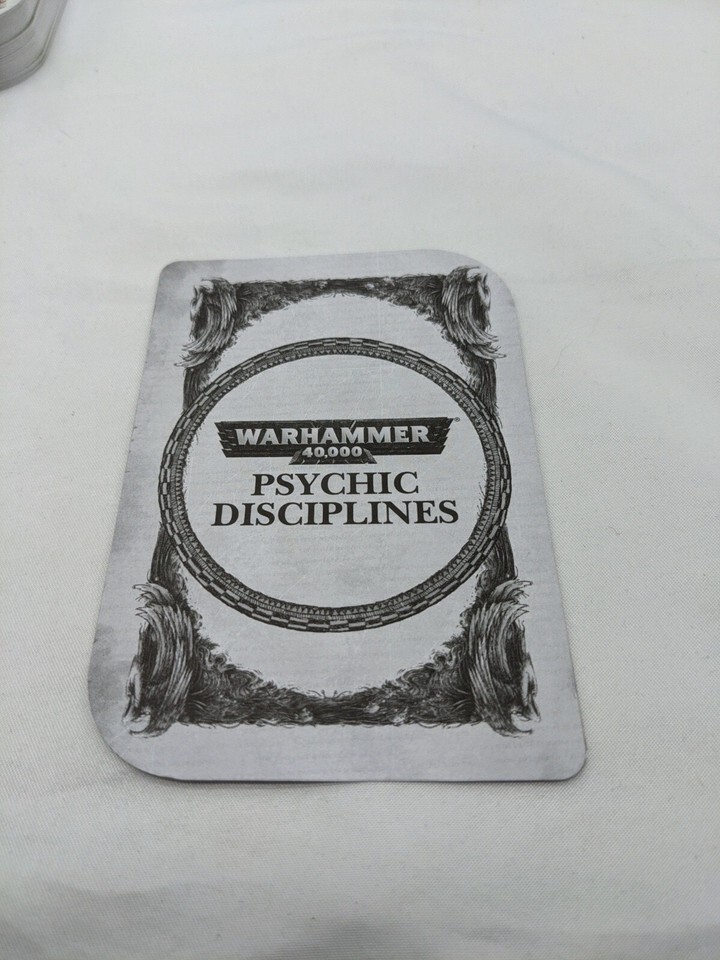 WARHAMMER®
40,000
PSYCHIC
DISCIPLINES